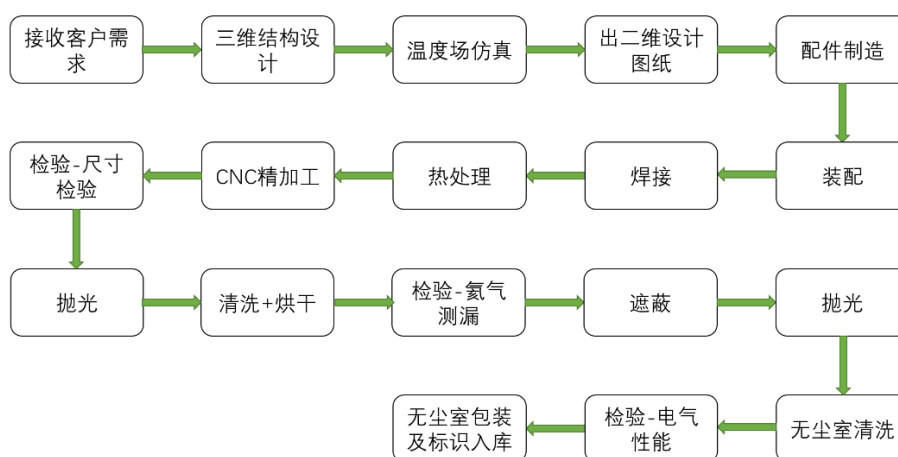 接收客户需
求
三维结构设
计
温度场仿真
出二维设计
图纸
配件制造
装配
焊接
热处理
CNC精加工
检验-尺寸
检验
抛光
清洗+烘干
检验-氦气
测漏
遮蔽
抛光
无尘室清洗
检验-电气
性能
无尘室包装
及标识入库